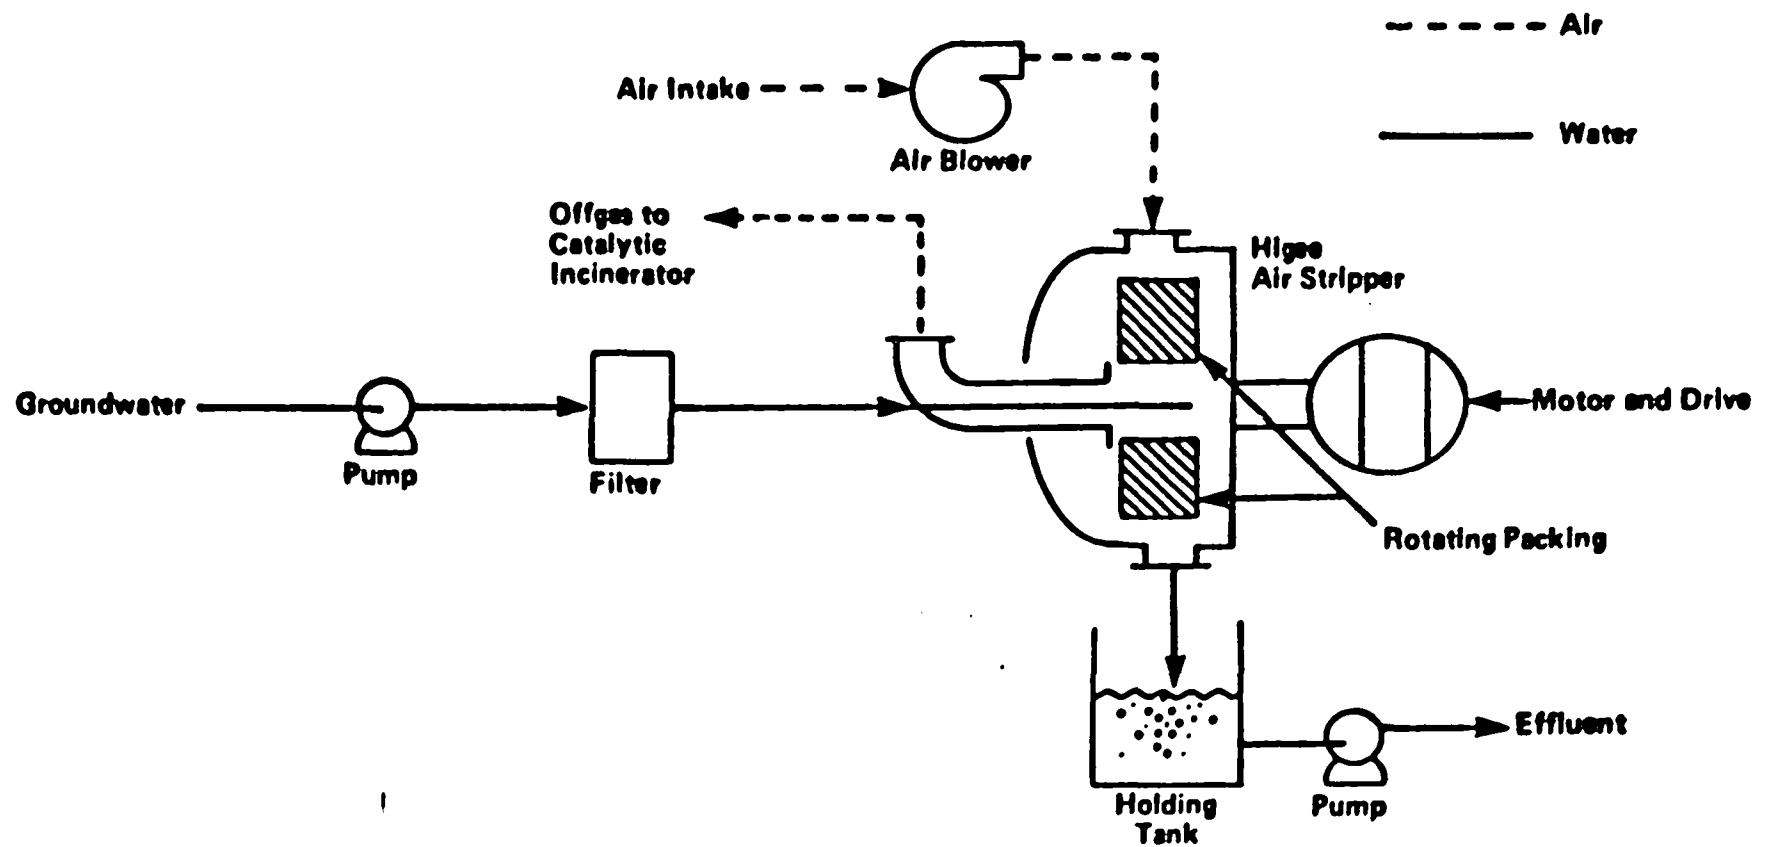 Air
Air Intake
Water
Air Blower
Offgas to
Catalytic
Incinerator
Higee
Air Stripper
Groundwater
Motor and Drive
Pump
Filter
Rotating Packing
Effluent
Holding
Tank
Pump